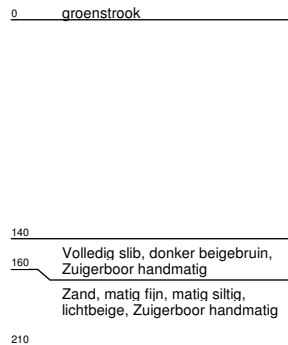 0 groenstrook
140
Volledig slib, donker beigebruin,
160 Zuigerboor handmatig
Zand, matig fijn, matig siltig,
lichtbeige, Zuigerboor handmatig
210